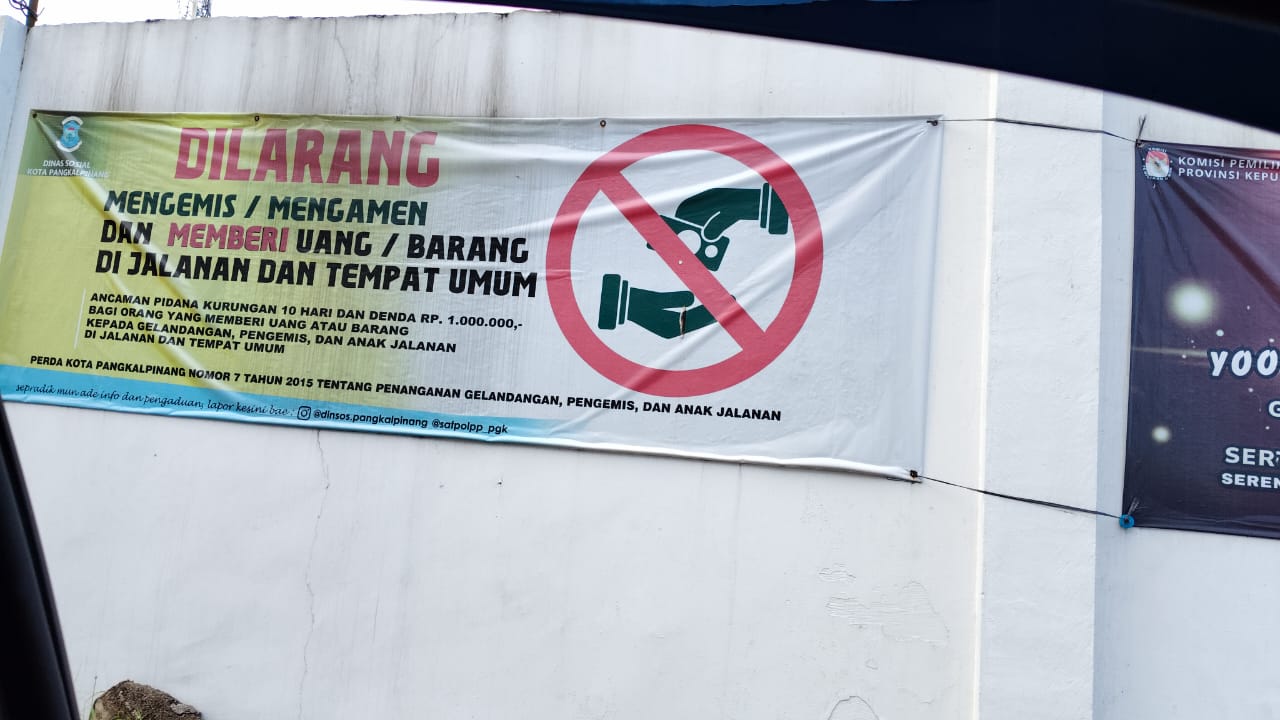 DINAS SOSIAL
KOTA PANGKALPINANG
DILARANG
MENGEMIS / MENGAMEN
DAN MEMBERI UANG / BARANG
DI JALANAN DAN TEMPAT UMUM
ANCAMAN PIDANA KURUNGAN 10 HARI DAN DENDA RP. 1.000.000,-
BAGI ORANG YANG MEMBERI UANG ATAU BARANG
KEPADA GELANDANGAN, PENGEMIS, DAN ANAK JALANAN
DI JALANAN DAN TEMPAT UMUM
PERDA KOTA PANGKALPINANG NOMOR 7 TAHUN 2015 TENTANG PENANGANAN GELANDANGAN, PENGEMIS, DAN ANAK JALANAN
sepradik mun ade info dan pengaduan, lapor kesini bae : @dinsos.pangkalpinang @satpolpp_pgk
KOMISI PEMILI
PROVINSI KEPU
YOO
G
SERT
SEREN